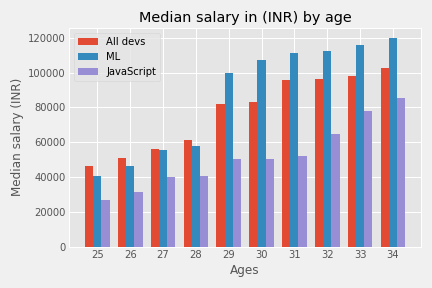 Median salary in (INR) by age
All devs
ML
JavaScript
Median salary (INR)
120000
100000
80000
60000
40000
20000
0
25 26 27 28 29 30 31 32 33 34
Ages